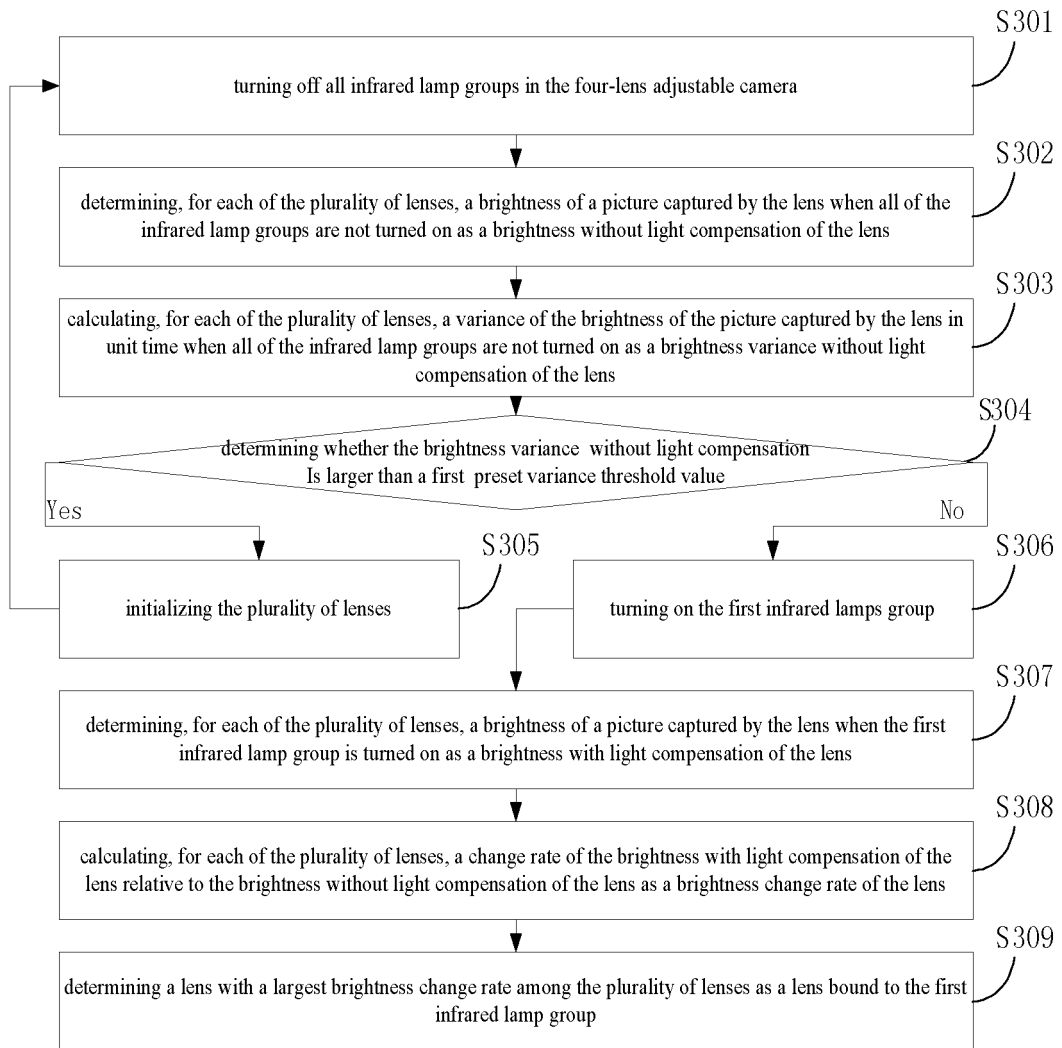 S301
turning off all infrared lamp groups in the four-lens adjustable camera
S302
determining, for each of the plurality of lenses, a brightness of a picture captured by the lens when all of the
infrared lamp groups are not turned on as a brightness without light compensation of the lens
S303
calculating, for each of the plurality of lenses, a variance of the brightness of the picture captured by the lens in
unit time when all of the infrared lamp groups are not turned on as a brightness variance without light
compensation of the lens
S304
determining whether the brightness variance without light compensation
Is larger than a first preset variance threshold value
Yes
No
S305
initializing the plurality of lenses
S306
turning on the first infrared lamps group
S307
determining, for each of the plurality of lenses, a brightness of a picture captured by the lens when the first
infrared lamp group is turned on as a brightness with light compensation of the lens
S308
calculating, for each of the plurality of lenses, a change rate of the brightness with light compensation of the
lens relative to the brightness without light compensation of the lens as a brightness change rate of the lens
S309
determining a lens with a largest brightness change rate among the plurality of lenses as a lens bound to the first
infrared lamp group